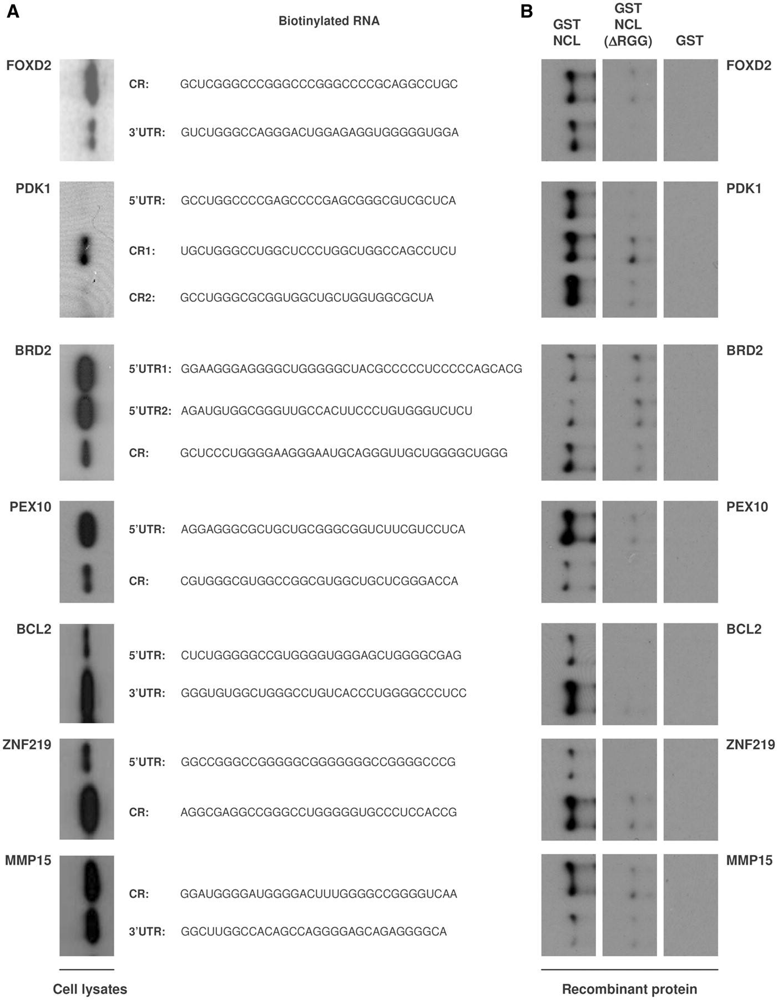 A
Biotinylated RNA
B
GST
NCL
GST
NCL
(ΔRGG)
GST
FOXD2
CR: GCUCGGGCCCGGGCCCGGGCCCCGCAGGCCUGC
3’UTR: GUCUGGGCCAGGGACUGGAGAGGUGGGGGUGGA
FOXD2
PDK1
5’UTR: GCCUGGCCCCGAGCCCCGAGCGGGCGUCGCUCA
CR1: UGCUGGGCCUGGCUCCCUGGCUGGCCAGCCUCU
CR2: GCCUGGGCGCGGUGGCUGCUGGUGGCGCUA
PDK1
BRD2
5’UTR1: GGAAGGGAGGGGCUGGGGGCUACGCCCCCUCCCCCAGCACG
5’UTR2: AGAUGUGGCGGGUUGCCACUUCCCUGUGGGUCUCU
CR: GCUCCCUGGGGAAGGGAAUGCAGGGUUGCUGGGGCUGGG
BRD2
PEX10
5’UTR: AGGAGGGCGCUGCUGCGGGCGGUCUUCGUCCUCA
CR: CGUGGGCGUGGCCGGCGUGGCUGCUCGGGACCA
PEX10
BCL2
5’UTR: CUCUGGGGGCCGUGGGGUGGGAGCUGGGGCGAG
3’UTR: GGGUGUGGCUGGGCCUGUCACCCUGGGGCCCUCC
BCL2
ZNF219
5’UTR: GGCCGGGCCGGGGGCGGGGGGGCCGGGGCCCG
CR: AGGCGAGGCCGGGCCUGGGGGUGCCCUCCACCG
ZNF219
MMP15
CR: GGAUGGGGAUGGGGACUUUGGGGCCGGGGUCAA
3’UTR: GGCUUGGCCACAGCCAGGGGAGCAGAGGGGCA
MMP15
Cell lysates
Recombinant protein